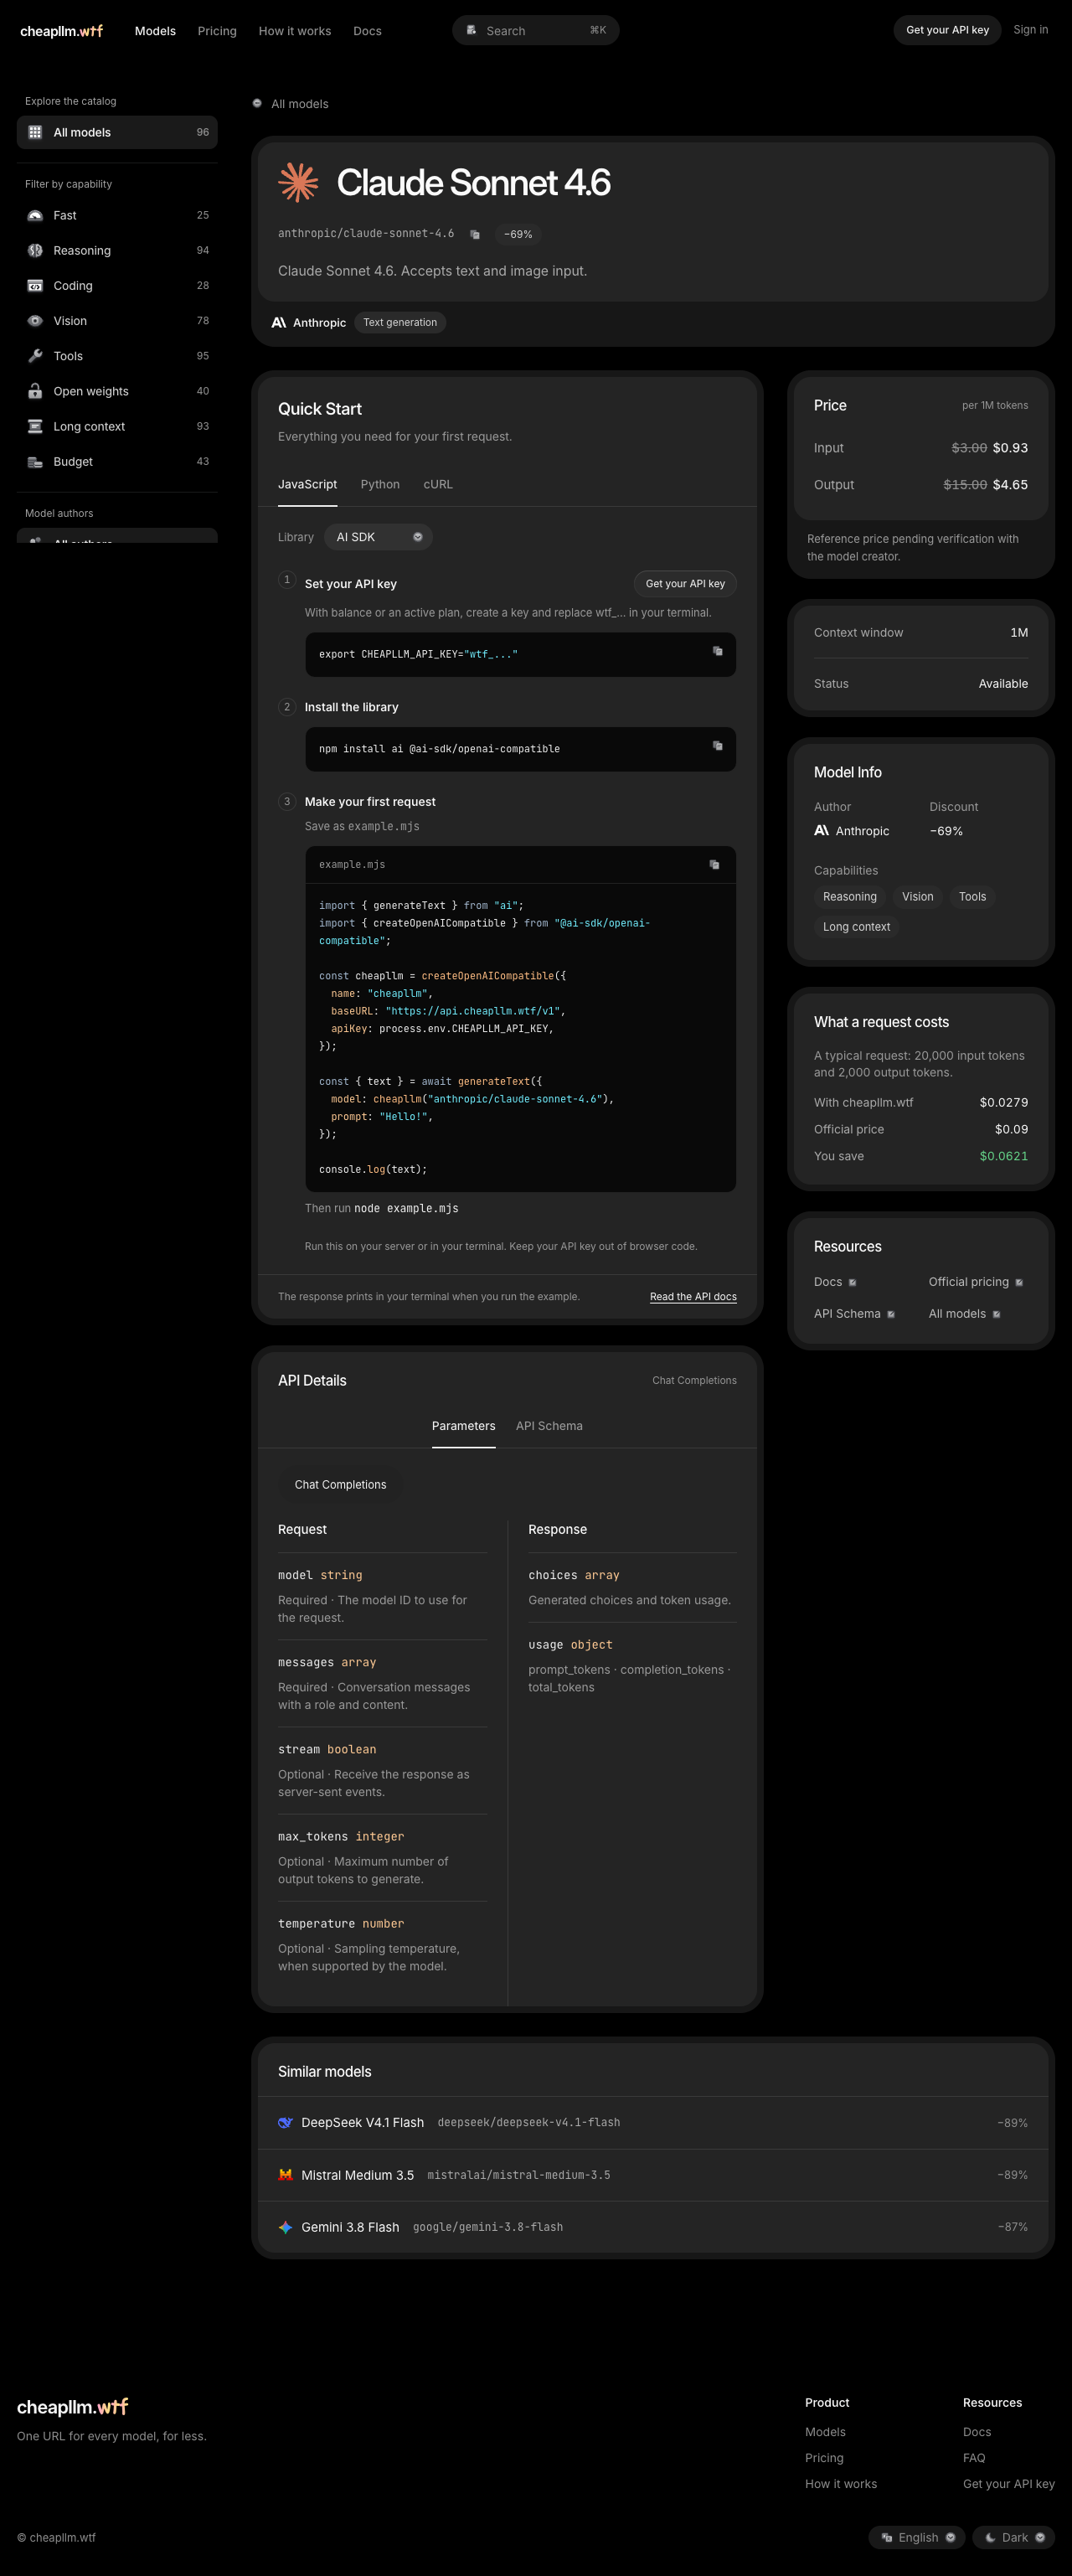 cheapllm.wtf
Models
Pricing
How it works
Docs
Search
⌘K
Get your API key
Sign in
Explore the catalog
All models 96
Filter by capability
Fast 25
Reasoning 94
Coding 28
Vision 78
Tools 95
Open weights 40
Long context 93
Budget 43
Model authors
All models
Claude Sonnet 4.6
anthropic/claude-sonnet-4.6
−69%
Claude Sonnet 4.6. Accepts text and image input.
Anthropic
Text generation
Quick Start
Everything you need for your first request.
JavaScript
Python
cURL
Library
AI SDK
1
Set your API key
Get your API key
With balance or an active plan, create a key and replace wtf_... in your terminal.
export CHEAPLLM_API_KEY="wtf_..."
2
Install the library
npm install ai @ai-sdk/openai-compatible
3
Make your first request
Save as example.mjs
example.mjs
import { generateText } from "ai";
import { createOpenAICompatible } from "@ai-sdk/openai-
compatible";
const cheapllm = createOpenAICompatible({
name: "cheapllm",
baseURL: "https://api.cheapllm.wtf/v1",
apiKey: process.env.CHEAPLLM_API_KEY,
});
const { text } = await generateText({
model: cheapllm("anthropic/claude-sonnet-4.6"),
prompt: "Hello!",
});
console.log(text);
Then run node example.mjs
Run this on your server or in your terminal. Keep your API key out of browser code.
The response prints in your terminal when you run the example.
Read the API docs
Price
per 1M tokens
Input $3.00 $0.93
Output $15.00 $4.65
Reference price pending verification with
the model creator.
Context window 1M
Status Available
Model Info
Author Discount
Anthropic −69%
Capabilities
Reasoning Vision Tools
Long context
What a request costs
A typical request: 20,000 input tokens
and 2,000 output tokens.
With cheapllm.wtf $0.0279
Official price $0.09
You save $0.0621
Resources
Docs Official pricing
API Schema All models
API Details
Chat Completions
Parameters
API Schema
Chat Completions
Request
model string
Required · The model ID to use for
the request.
messages array
Required · Conversation messages
with a role and content.
stream boolean
Optional · Receive the response as
server-sent events.
max_tokens integer
Optional · Maximum number of
output tokens to generate.
temperature number
Optional · Sampling temperature,
when supported by the model.
Response
choices array
Generated choices and token usage.
usage object
prompt_tokens · completion_tokens ·
total_tokens
Similar models
DeepSeek V4.1 Flash deepseek/deepseek-v4.1-flash −89%
Mistral Medium 3.5 mistralai/mistral-medium-3.5 −89%
Gemini 3.8 Flash google/gemini-3.8-flash −87%
cheapllm.wtf
One URL for every model, for less.
Product
Models
Pricing
How it works
Resources
Docs
FAQ
Get your API key
© cheapllm.wtf
English
Dark